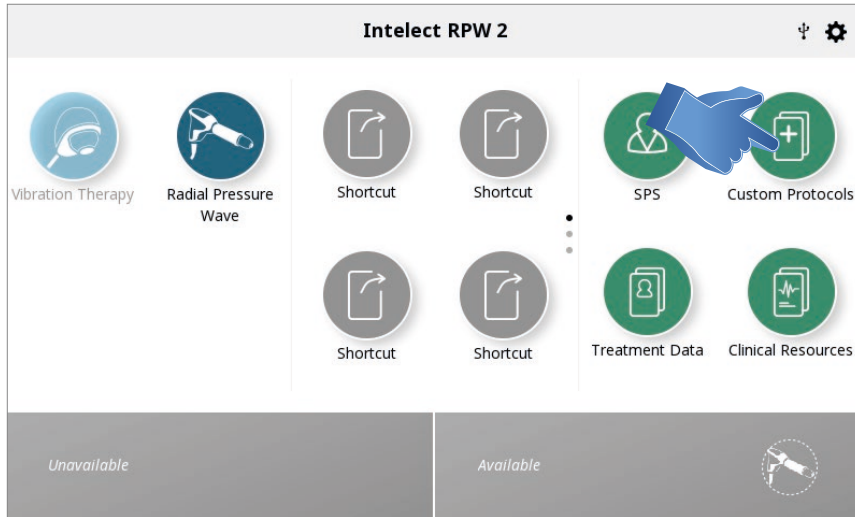 Intelect RPW 2
Vibration Therapy
Radial Pressure
Wave
Shortcut
Shortcut
SPS
Custom Protocols
Shortcut
Shortcut
Treatment Data
Clinical Resources
Unavailable
Available